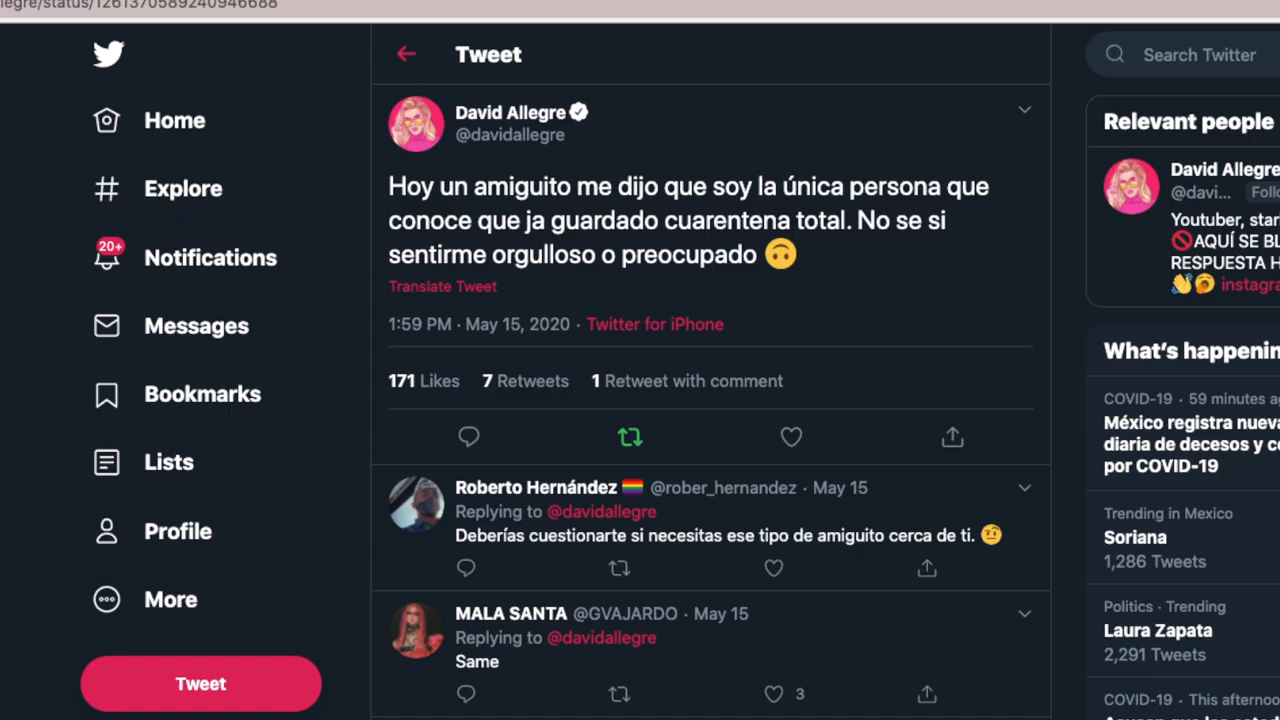 alegre/status/1261370589240946688
Tweet
Search Twitter
Home
Explore
20+
Notifications
Messages
Bookmarks
Lists
Profile
More
Tweet
David Allegre
@davidallegre
Hoy un amiguito me dijo que soy la única persona que
conoce que ja guardado cuarentena total. No se si
sentirme orgulloso o preocupado 🙃
Translate Tweet
1:59 PM · May 15, 2020 · Twitter for iPhone
171 Likes 7 Retweets 1 Retweet with comment
Roberto Hernández 🏳️‍🌈 @rober_hernandez · May 15
Replying to @davidallegre
Deberías cuestionarte si necesitas ese tipo de amiguito cerca de ti. 🤨
MALA SANTA @GVAJARDO · May 15
Replying to @davidallegre
Same
3
Relevant people
David Allegre
@davi...
Youtuber, star
🚫AQUÍ SE BL
RESPUESTA H
👏🥱 instagra
What's happenin
COVID-19 · 59 minutes a
México registra nueva
diaria de decesos y c
por COVID-19
Trending in Mexico
Soriana
1,286 Tweets
Politics · Trending
Laura Zapata
2,291 Tweets
COVID-19 · This afternoo